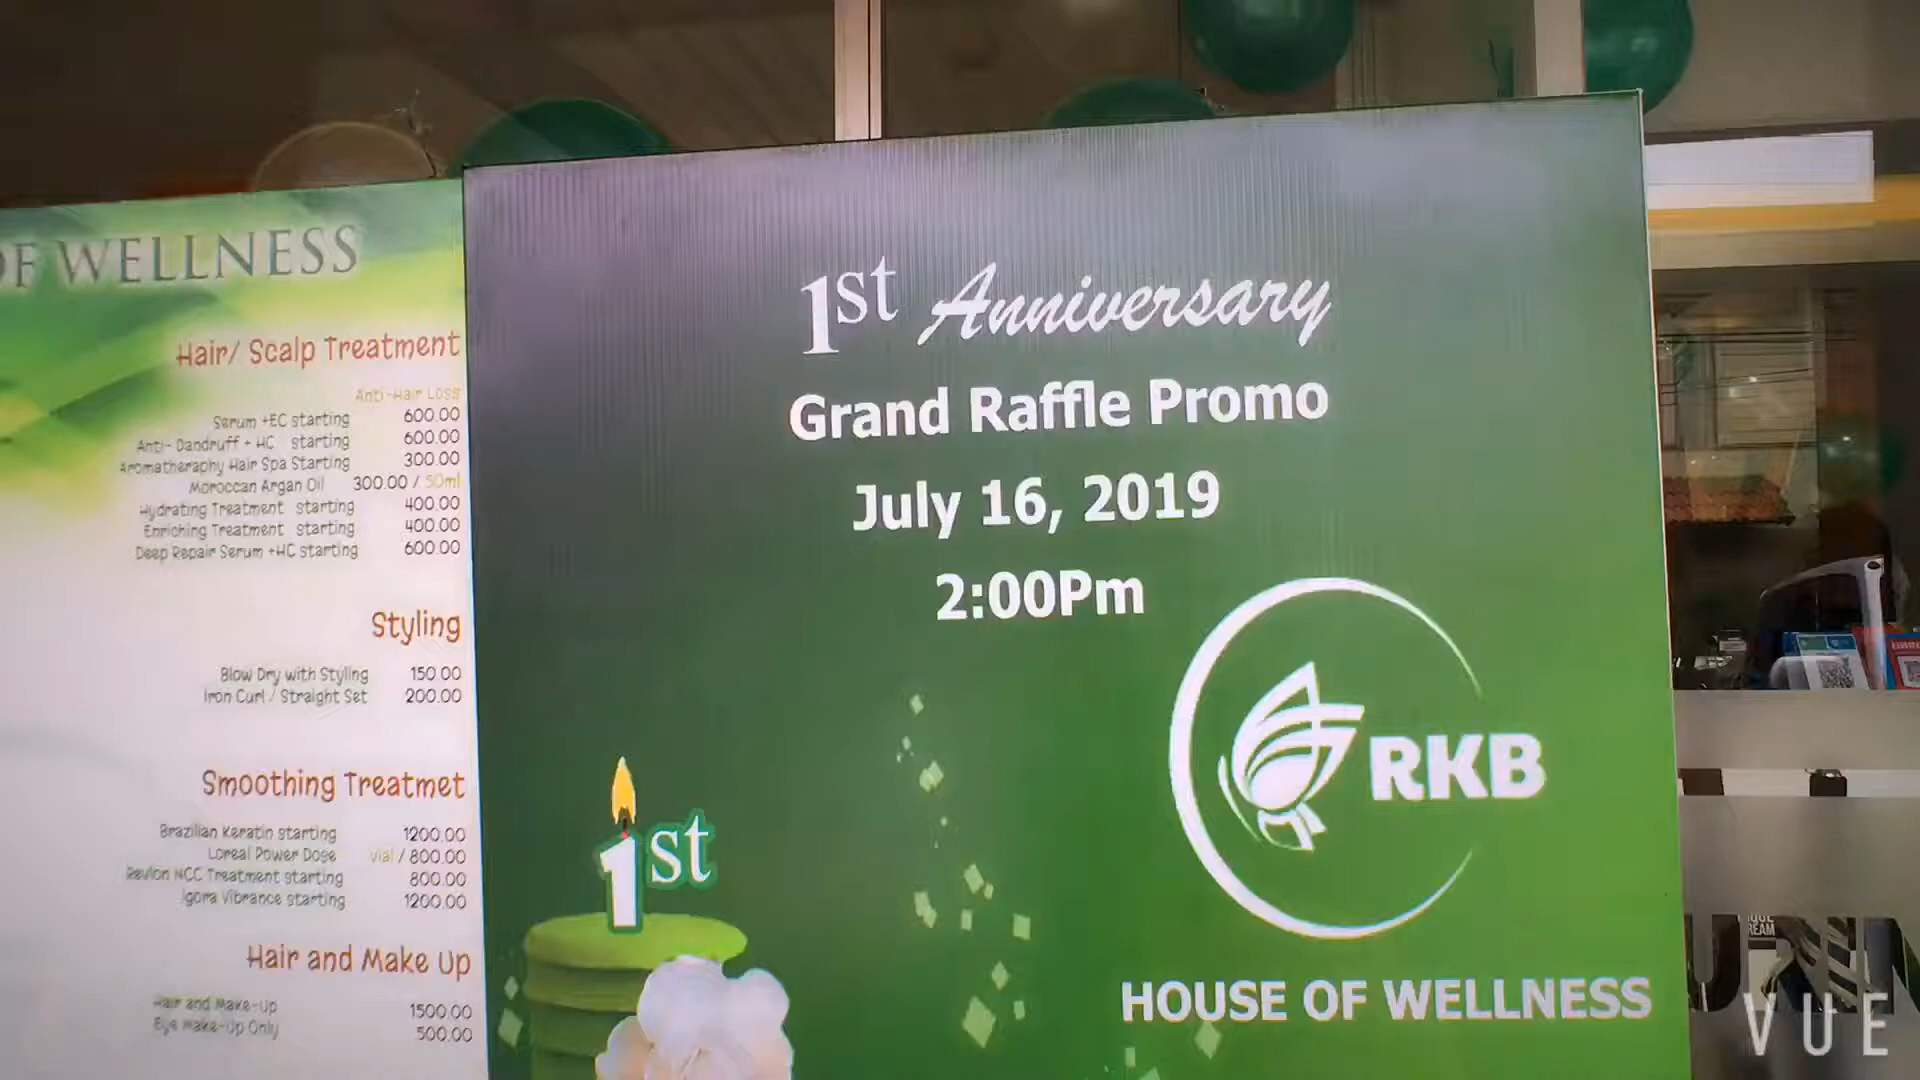 OF WELLNESS
Hair/ Scalp Treatment
Anti-Hair Loss
Serum +EC starting 600.00
Anti- Dandruff + HC starting 600.00
Aromatheraphy Hair Spa Starting 300.00
Moroccan Argan Oil 300.00 / 50ml
Hydrating Treatment starting 400.00
Enriching Treatment starting 400.00
Deep Repair Serum +HC starting 600.00
Styling
Blow Dry with Styling 150.00
Iron Curl / Straight Set 200.00
Smoothing Treatmet
Brazilian Keratin starting 1200.00
Loreal Power Dose vial / 800.00
Revlon NCC Treatment starting 800.00
Igora Vibrance starting 1200.00
Hair and Make Up
Hair and Make-up 1500.00
Eye Make-Up Only 500.00
1st Anniversary
Grand Raffle Promo
July 16, 2019
2:00Pm
RKB
HOUSE OF WELLNESS
1st
VUE